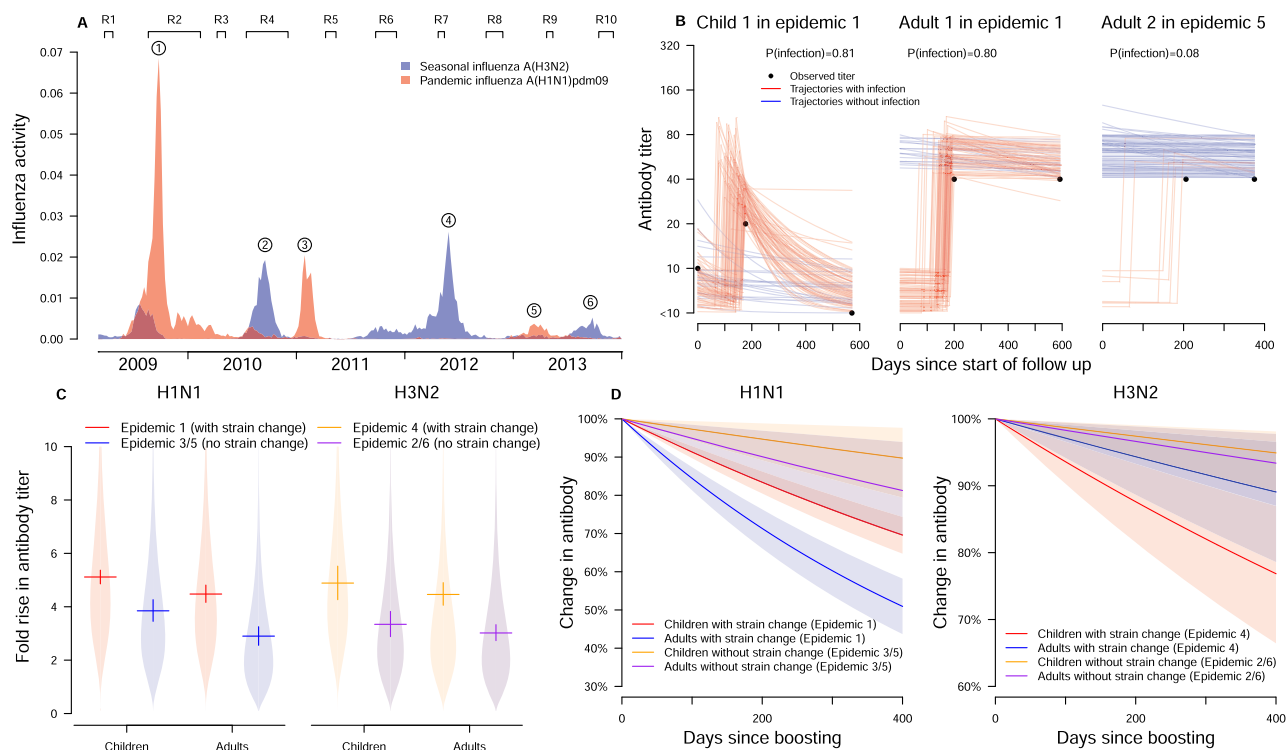 A
R1 R2 R3 R4 R5 R6 R7 R8 R9 R10
Influenza activity
0.07
0.06
0.05
0.04
0.03
0.02
0.01
0.00
1
2
3
4
5
6
Seasonal influenza A(H3N2)
Pandemic influenza A(H1N1)pdm09
2009 2010 2011 2012 2013
B
Child 1 in epidemic 1
Adult 1 in epidemic 1
Adult 2 in epidemic 5
P(infection)=0.81
P(infection)=0.80
P(infection)=0.08
Observed titer
Trajectories with infection
Trajectories without infection
Antibody titer
320
160
80
40
20
10
<10
0 200 400 600
0 200 400 600
0 200 400
Days since start of follow up
C
H1N1
H3N2
Epidemic 1 (with strain change)
Epidemic 3/5 (no strain change)
Epidemic 4 (with strain change)
Epidemic 2/6 (no strain change)
Fold rise in antibody titer
10
8
6
4
2
0
Children Adults
Children Adults
D
H1N1
Change in antibody
100%
90%
80%
70%
60%
50%
40%
30%
Children with strain change (Epidemic 1)
Adults with strain change (Epidemic 1)
Children without strain change (Epidemic 3/5)
Adults without strain change (Epidemic 3/5)
0 200 400
Days since boosting
H3N2
Change in antibody
100%
90%
80%
70%
60%
Children with strain change (Epidemic 4)
Adults with strain change (Epidemic 4)
Children without strain change (Epidemic 2/6)
Adults without strain change (Epidemic 2/6)
0 200 400
Days since boosting